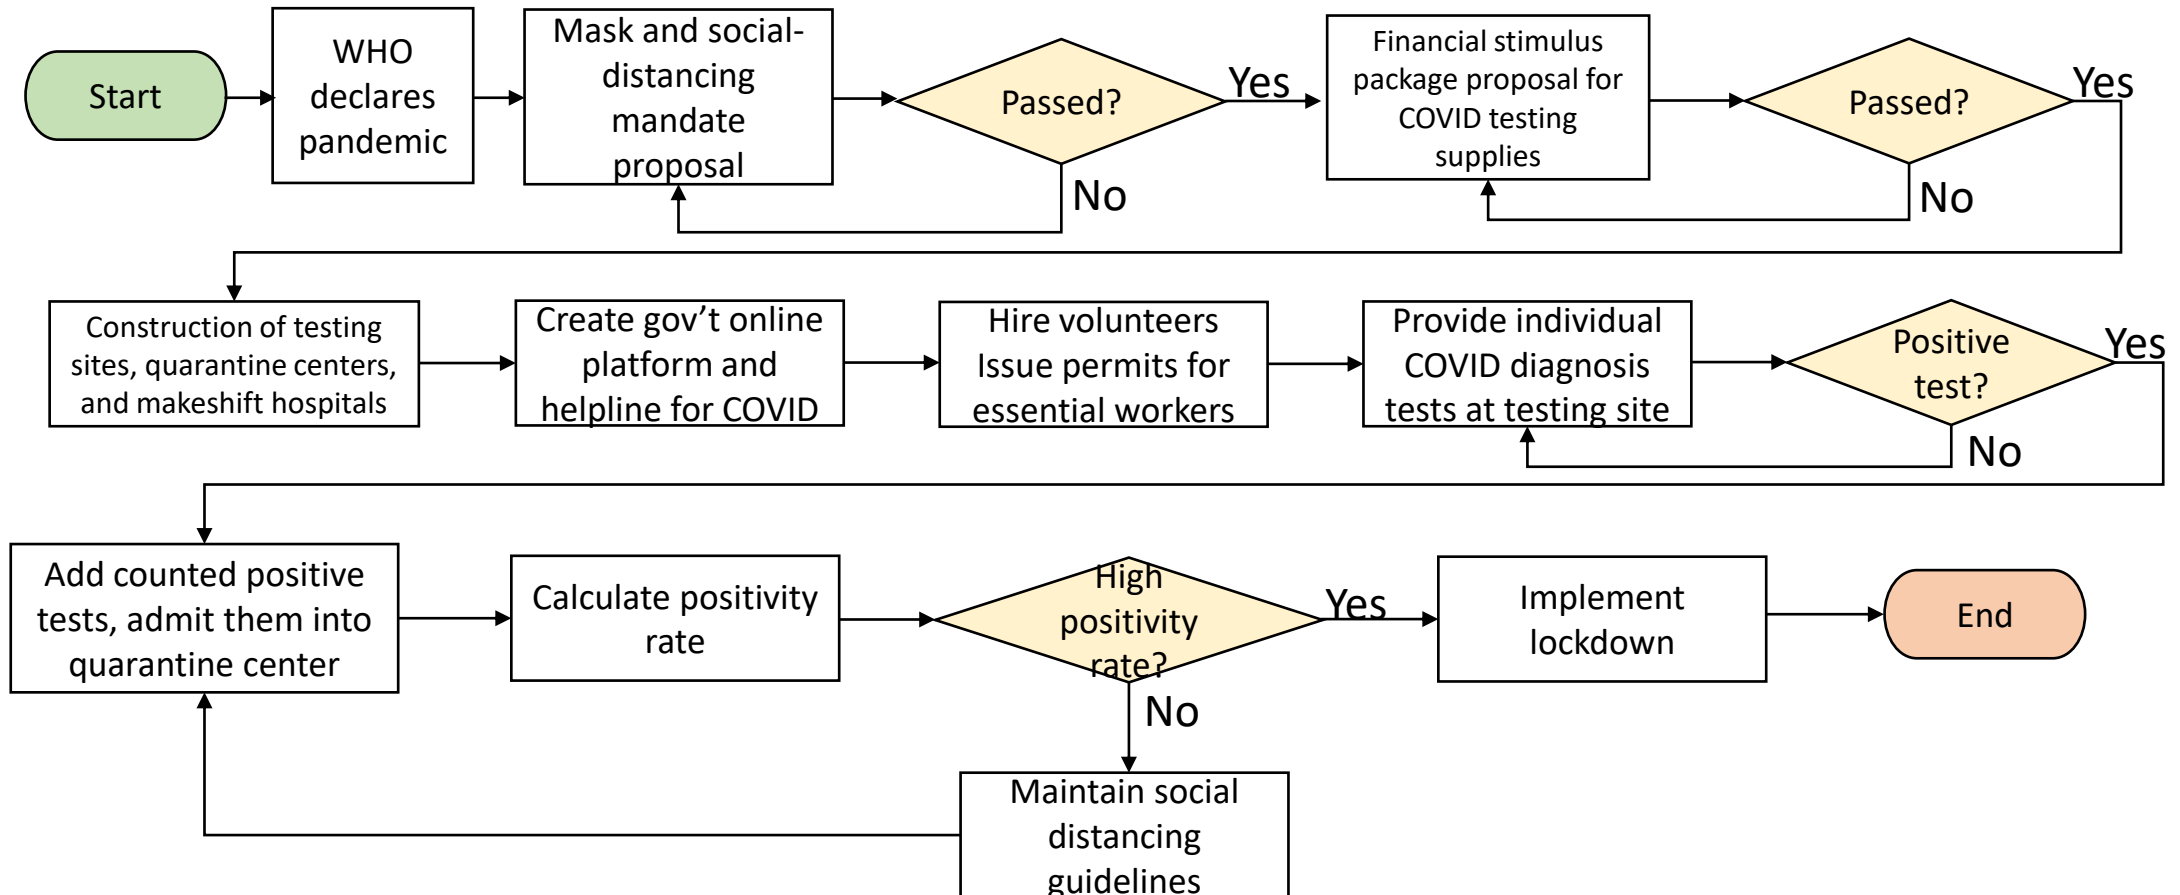 Start
WHO
declares
pandemic
Mask and social-
distancing
mandate
proposal
Passed?
Yes
No
Financial stimulus
package proposal for
COVID testing
supplies
Passed?
Yes
No
Construction of testing
sites, quarantine centers,
and makeshift hospitals
Create gov’t online
platform and
helpline for COVID
Hire volunteers
Issue permits for
essential workers
Provide individual
COVID diagnosis
tests at testing site
Positive
test?
Yes
No
Add counted positive
tests, admit them into
quarantine center
Calculate positivity
rate
High
positivity
rate?
Yes
No
Implement
lockdown
End
Maintain social
distancing
guidelines